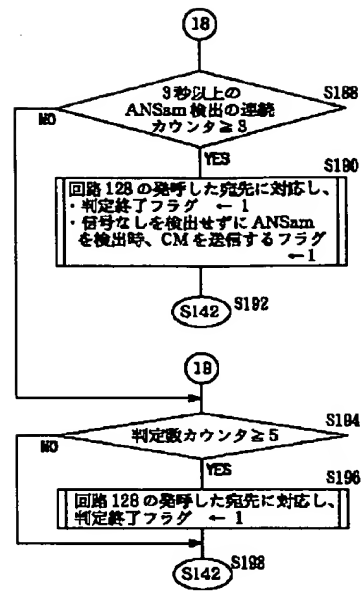 18
S188
3秒以上の
ANSam 検出の連続
カウンタ≧3
NO
YES
S190
回路128の発呼した宛先に対応し、
・判定終了フラグ ←1
・信号なしを検出せずにANSam
を検出時、CMを送信するフラグ
←1
S142
S192
19
S194
判定数カウンタ≧5
NO
YES
S196
回路128の発呼した宛先に対応し、
判定終了フラグ ←1
S142
S198